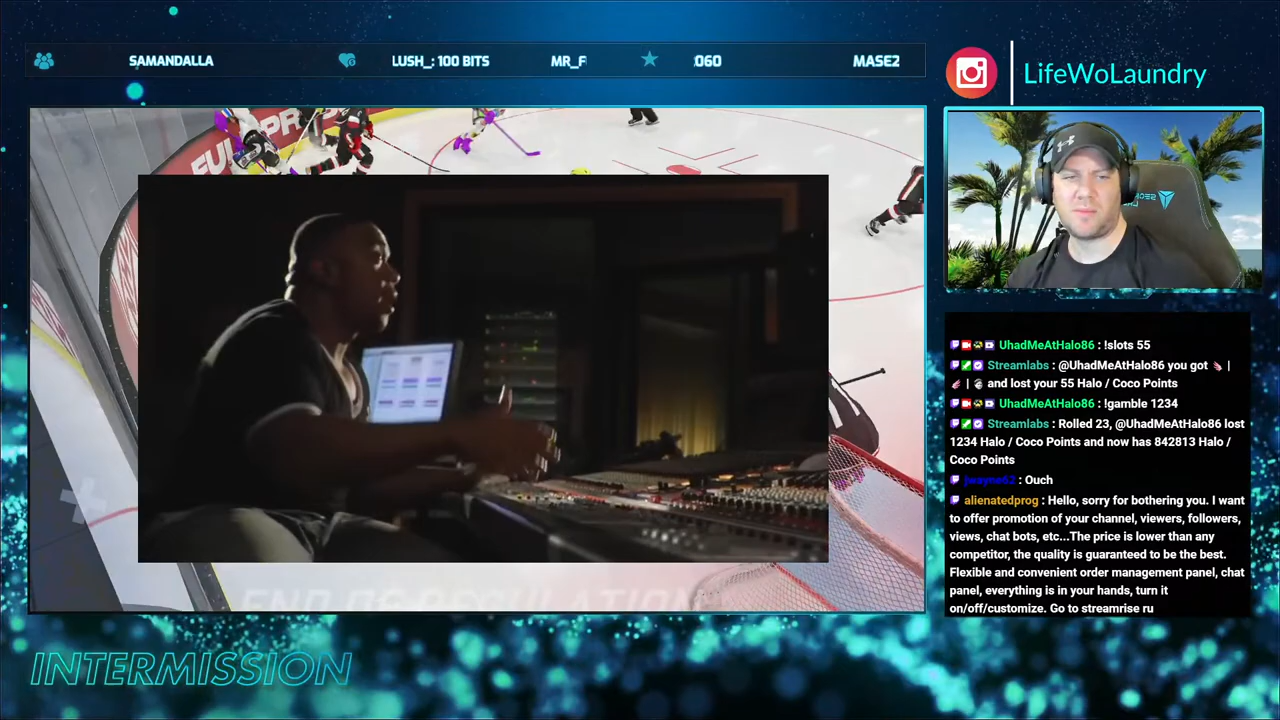 SAMANDALLA LUSH_: 100 BITS MR_F 060 MASE2
LifeWoLaundry
UhadMeAtHalo86 : !slots 55
Streamlabs : @UhadMeAtHalo86 you got |
| and lost your 55 Halo / Coco Points
UhadMeAtHalo86 : !gamble 1234
Streamlabs : Rolled 23, @UhadMeAtHalo86 lost
1234 Halo / Coco Points and now has 842813 Halo /
Coco Points
jwayne62 : Ouch
alienatedprog : Hello, sorry for bothering you. I want
to offer promotion of your channel, viewers, followers,
views, chat bots, etc...The price is lower than any
competitor, the quality is guaranteed to be the best.
Flexible and convenient order management panel, chat
panel, everything is in your hands, turn it
on/off/customize. Go to streamrise ru
END OF REGULATION
INTERMISSION